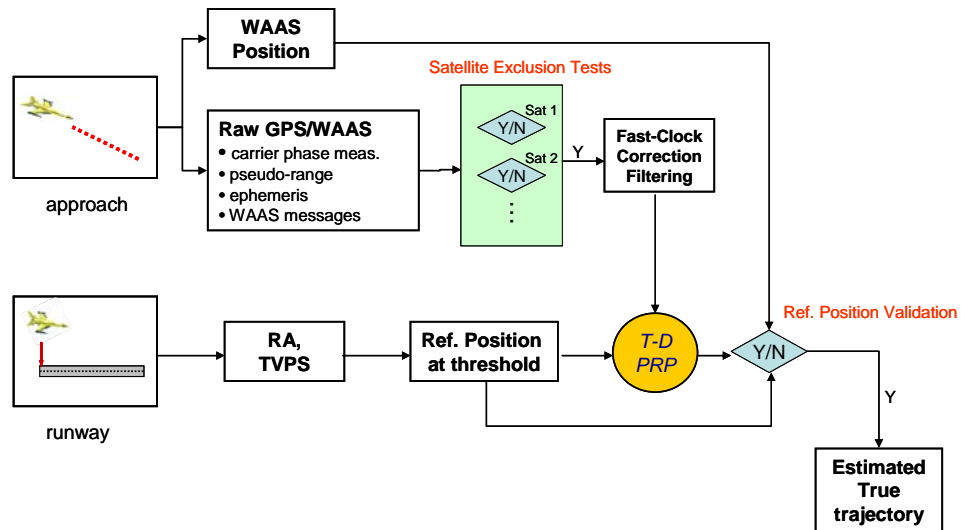 WAAS
Position
Satellite Exclusion Tests
Raw GPS/WAAS
• carrier phase meas.
• pseudo-range
• ephemeris
• WAAS messages
Sat 1
Y/N
Sat 2
Y/N
⋮
Y
Fast-Clock
Correction
Filtering
approach
RA,
TVPS
Ref. Position
at threshold
T-D
PRP
Ref. Position Validation
Y/N
Y
runway
Estimated
True
trajectory